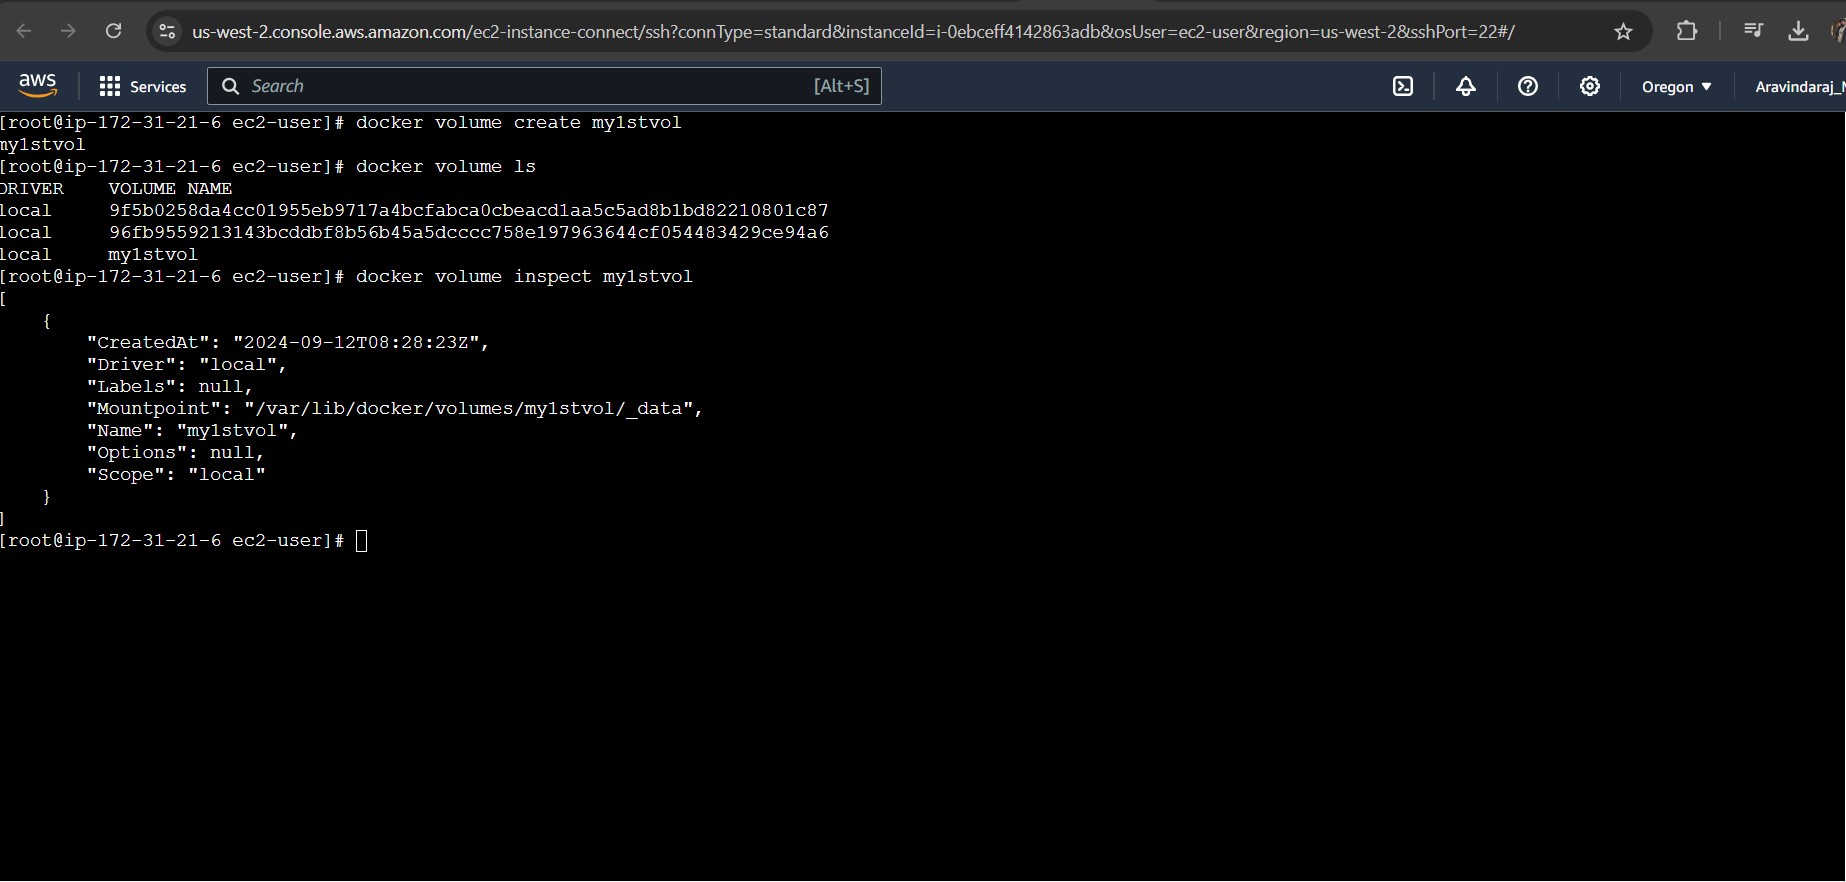 us-west-2.console.aws.amazon.com/ec2-instance-connect/ssh?connType=standard&instanceId=i-0ebceff4142863adb&osUser=ec2-user&region=us-west-2&sshPort=22#/
aws Services Search [Alt+S] Oregon Aravindaraj_
[root@ip-172-31-21-6 ec2-user]# docker volume create my1stvol
my1stvol
[root@ip-172-31-21-6 ec2-user]# docker volume ls
DRIVER    VOLUME NAME
local     9f5b0258da4cc01955eb9717a4bcfabca0cbeacd1aa5c5ad8b1bd82210801c87
local     96fb9559213143bcddbf8b56b45a5dcccc758e197963644cf054483429ce94a6
local     my1stvol
[root@ip-172-31-21-6 ec2-user]# docker volume inspect my1stvol
[
    {
        "CreatedAt": "2024-09-12T08:28:23Z",
        "Driver": "local",
        "Labels": null,
        "Mountpoint": "/var/lib/docker/volumes/my1stvol/_data",
        "Name": "my1stvol",
        "Options": null,
        "Scope": "local"
    }
]
[root@ip-172-31-21-6 ec2-user]#